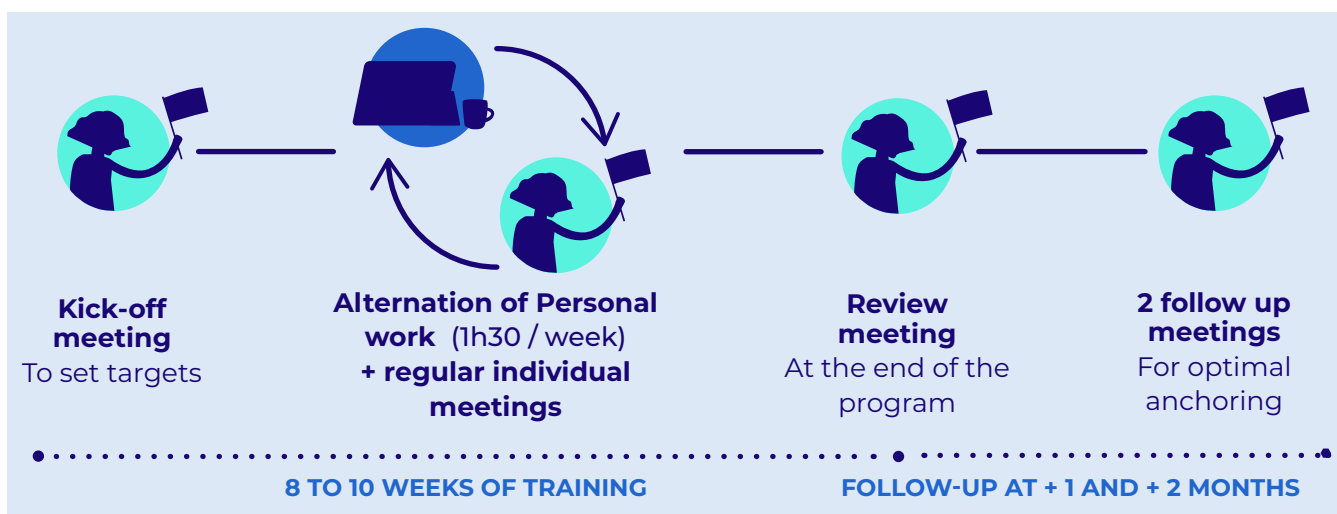 Kick-off
meeting
To set targets
Alternation of Personal
work (1h30 / week)
+ regular individual
meetings
Review
meeting
At the end of the
program
2 follow up
meetings
For optimal
anchoring
8 TO 10 WEEKS OF TRAINING
FOLLOW-UP AT + 1 AND + 2 MONTHS